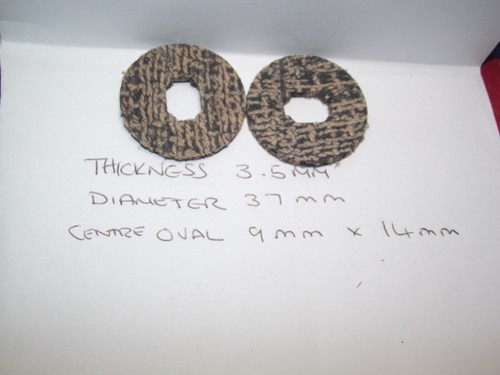 THICKNESS 3.5MM
DIAMETER 37mm
CENTRE OVAL 9mm x 14mm